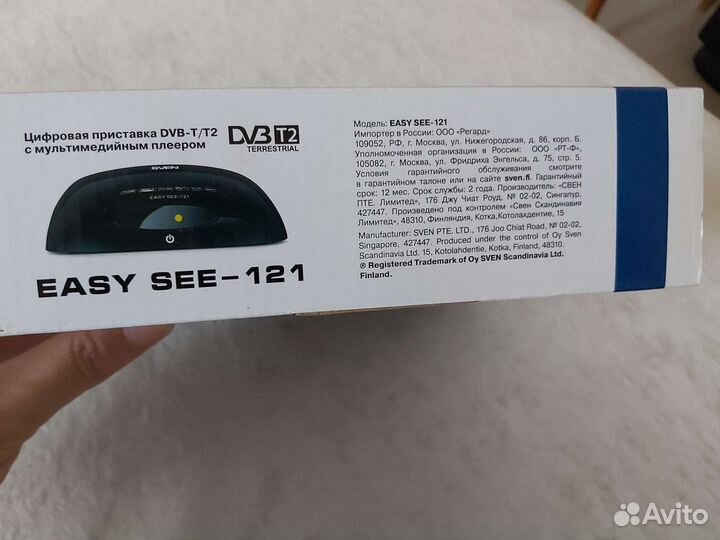 Цифровая приставка DVB-T/T2
с мультимедийным плеером
DVB T2
TERRESTRIAL
SVEN
EASY SEE-121
EASY SEE-121
Модель: EASY SEE-121
Импортер в России: ООО «Регард»
109052, РФ, г. Москва, ул. Нижегородская, д. 86, корп. Б.
Уполномоченная организация в России: ООО «РТ-Ф»,
105082, г. Москва, ул. Фридриха Энгельса, д. 75, стр. 5.
Условия гарантийного обслуживания смотрите
в гарантийном талоне или на сайте sven.fi. Гарантийный
срок: 12 мес. Срок службы: 2 года. Производитель: «СВЕН
ПТЕ. Лимитед», 176 Джу Чиат Роуд, № 02-02, Сингапур,
427447. Произведено под контролем «Свен Скандинавия
Лимитед», 48310, Финляндия, Котка,Котолахдентие, 15
Manufacturer: SVEN PTE. LTD., 176 Joo Chiat Road, № 02-02,
Singapore, 427447. Produced under the control of Oy Sven
Scandinavia Ltd. 15, Kotolahdentie, Kotka, Finland, 48310.
® Registered Trademark of Oy SVEN Scandinavia Ltd.
Finland.
Avito